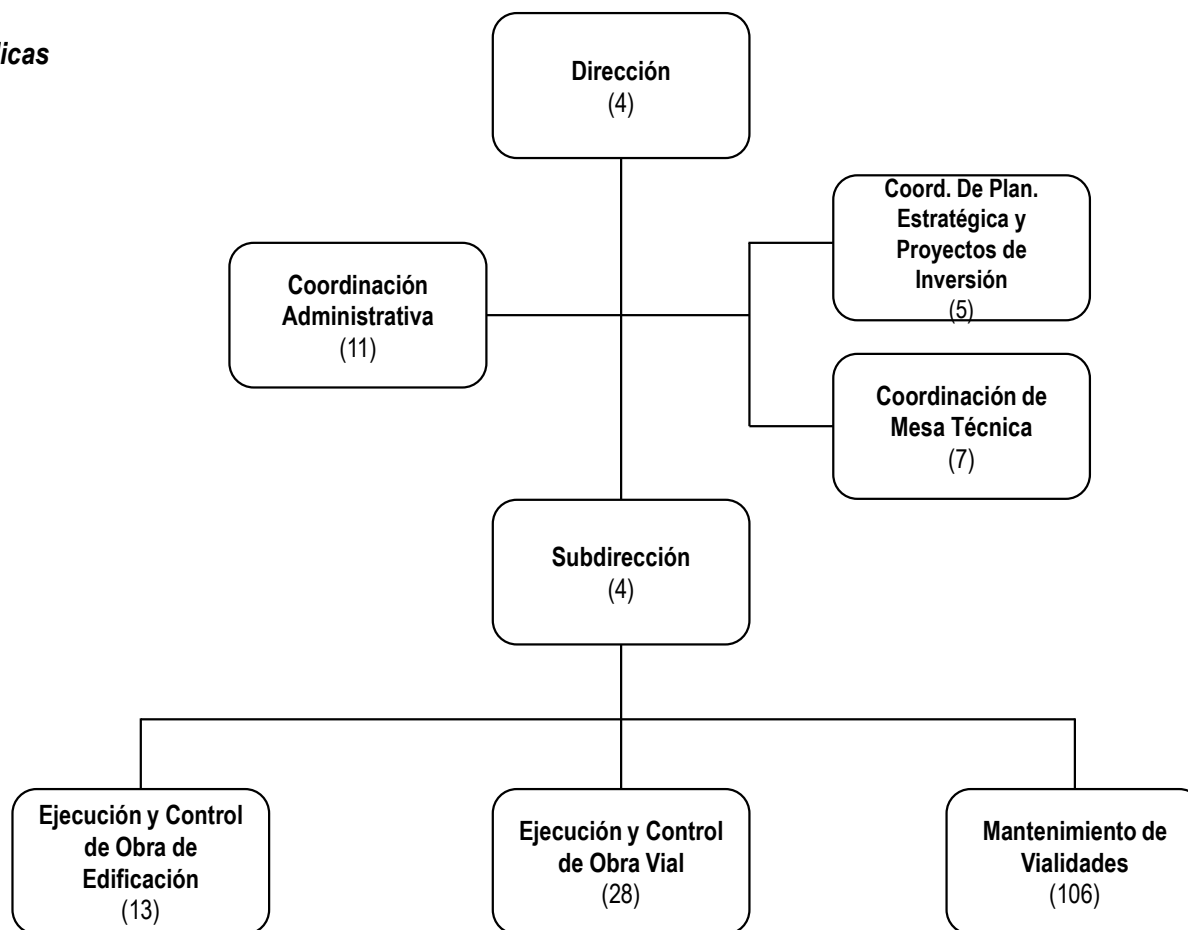 licas
Dirección
(4)
Coord. De Plan.
Estratégica y
Proyectos de
Inversión
(5)
Coordinación
Administrativa
(11)
Coordinación de
Mesa Técnica
(7)
Subdirección
(4)
Ejecución y Control
de Obra de
Edificación
(13)
Ejecución y Control
de Obra Vial
(28)
Mantenimiento de
Vialidades
(106)